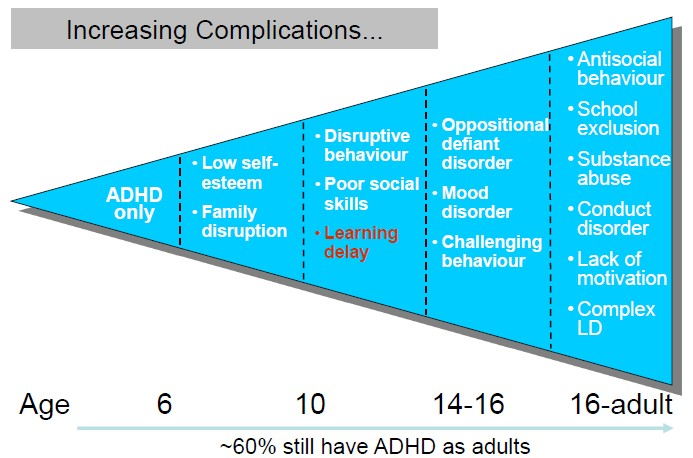 Increasing Complications...
ADHD
only
• Low self-
esteem
• Family
disruption
• Disruptive
behaviour
• Poor social
skills
• Learning
delay
• Oppositional
defiant
disorder
• Mood
disorder
• Challenging
behaviour
• Antisocial
behaviour
• School
exclusion
• Substance
abuse
• Conduct
disorder
• Lack of
motivation
• Complex
LD
Age 6 10 14-16 16-adult
~60% still have ADHD as adults